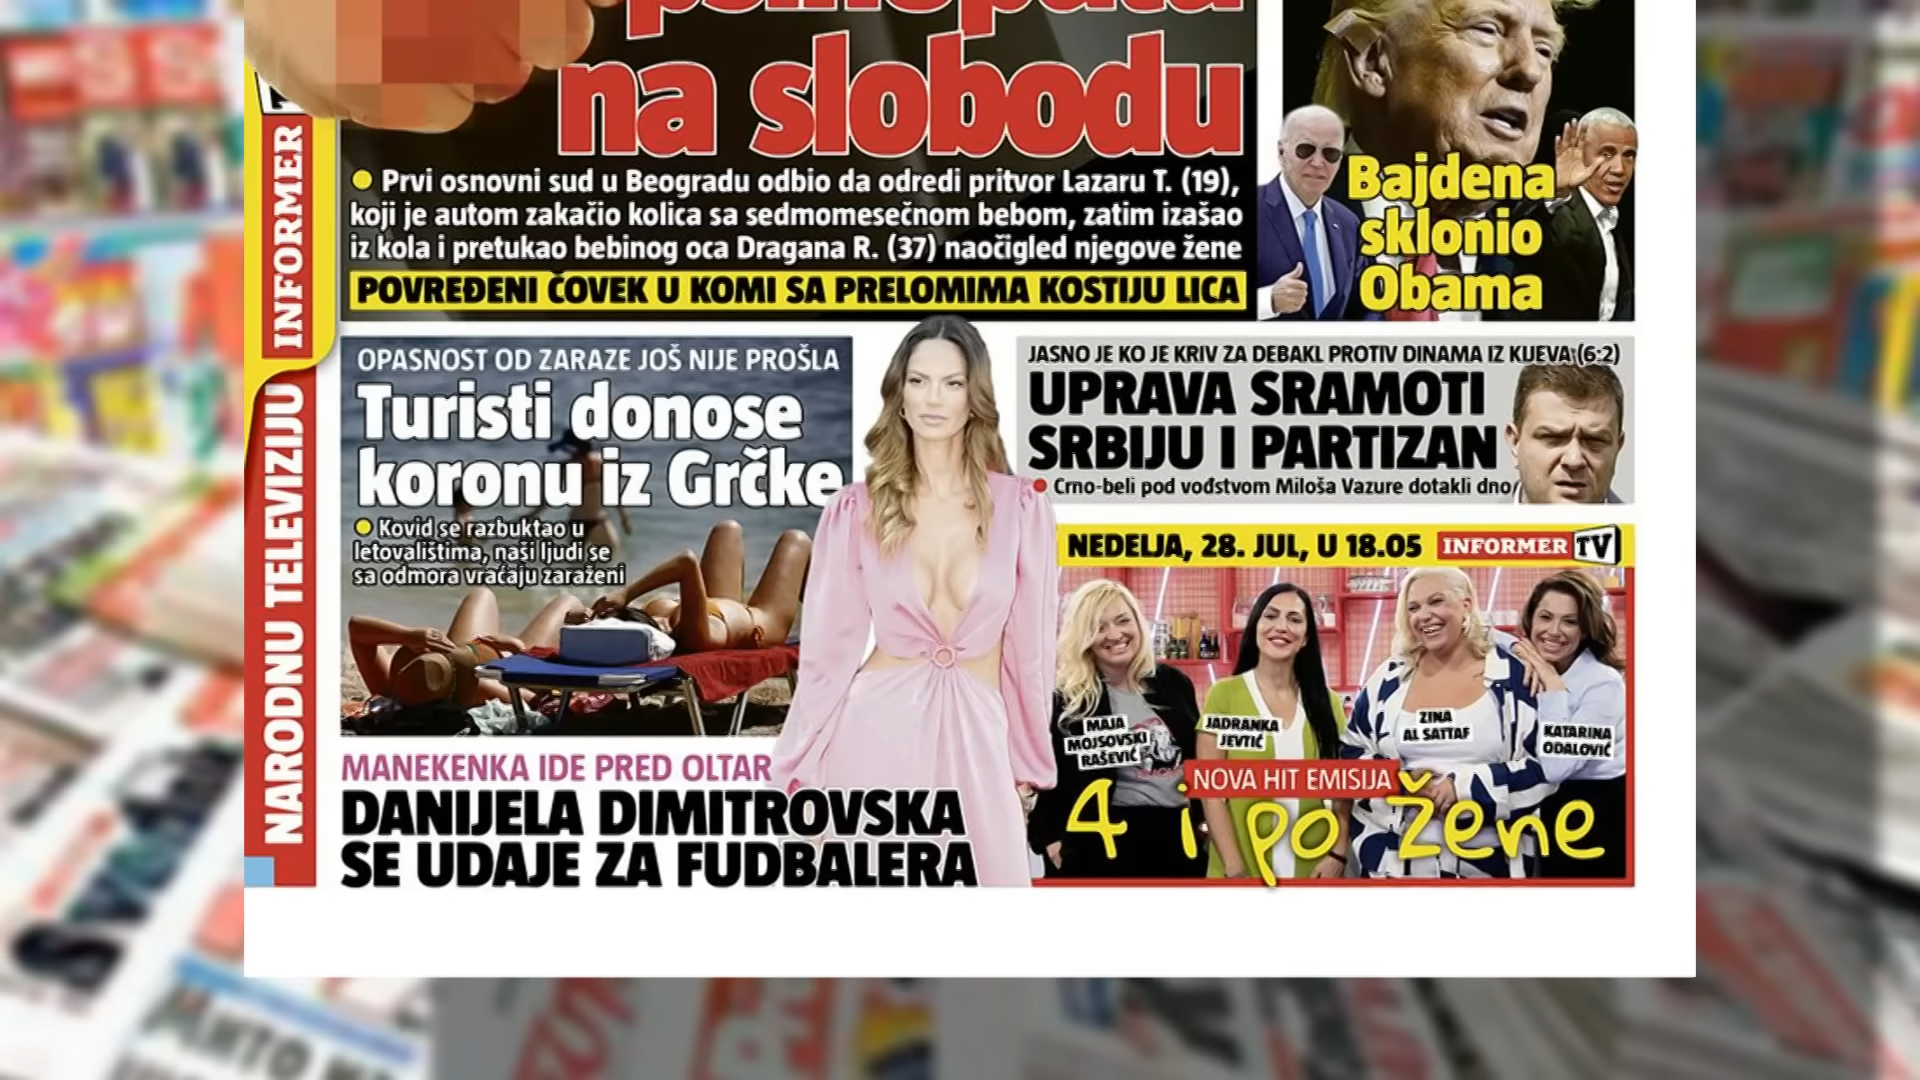 na slobodu
Prvi osnovni sud u Beogradu odbio da odredi pritvor Lazaru T. (19),
koji je autom zakačio kolica sa sedmomesečnom bebom, zatim izašao
iz kola i pretukao bebinog oca Dragana R. (37) naočigled njegove žene
POVREĐENI ČOVEK U KOMI SA PRELOMIMA KOSTIJU LICA
Bajdena
sklonio
Obama
INFORMER
NARODNU TELEVIZIJU
OPASNOST OD ZARAZE JOŠ NIJE PROŠLA
Turisti donose
koronu iz Grčke
Kovid se razbuktao u
letovalištima, naši ljudi se
sa odmora vraćaju zaraženi
JASNO JE KO JE KRIV ZA DEBAKL PROTIV DINAMA IZ KIJEVA (6:2)
UPRAVA SRAMOTI
SRBIJU I PARTIZAN
Crno-beli pod vođstvom Miloša Vazure dotakli dno
NEDELJA, 28. JUL, U 18.05 INFORMER TV
MAJA
MOJSOVSKI
RAŠEVIĆ
JADRANKA
JEVTIĆ
ZINA
AL SATTAF
KATARINA
ODALOVIĆ
NOVA HIT EMISIJA
4 i po žene
MANEKENKA IDE PRED OLTAR
DANIJELA DIMITROVSKA
SE UDAJE ZA FUDBALERA